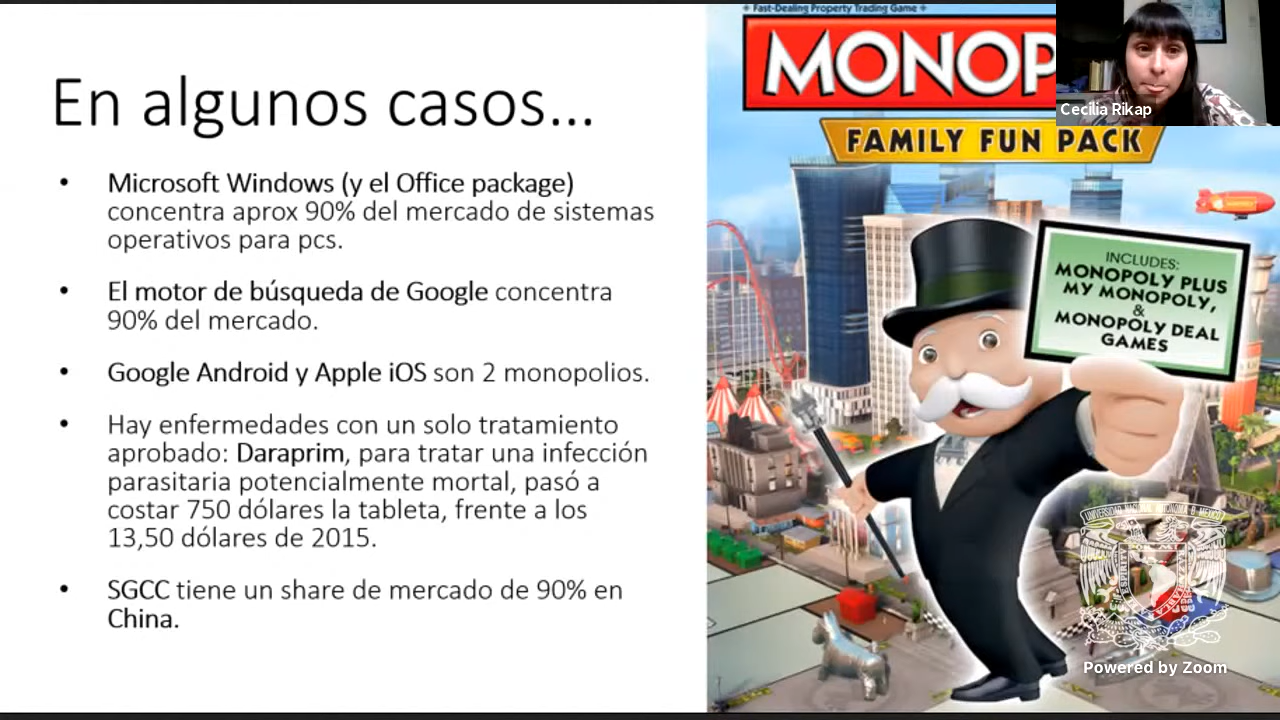 En algunos casos...
• Microsoft Windows (y el Office package)
concentra aprox 90% del mercado de sistemas
operativos para pcs.
• El motor de búsqueda de Google concentra
90% del mercado.
• Google Android y Apple iOS son 2 monopolios.
• Hay enfermedades con un solo tratamiento
aprobado: Daraprim, para tratar una infección
parasitaria potencialmente mortal, pasó a
costar 750 dólares la tableta, frente a los
13,50 dólares de 2015.
• SGCC tiene un share de mercado de 90% en
China.
Fast-Dealing Property Trading Game
MONOP
FAMILY FUN PACK
INCLUDES:
MONOPOLY PLUS
MY MONOPOLY,
&
MONOPOLY DEAL
GAMES
Cecilia Rikap
Powered by Zoom